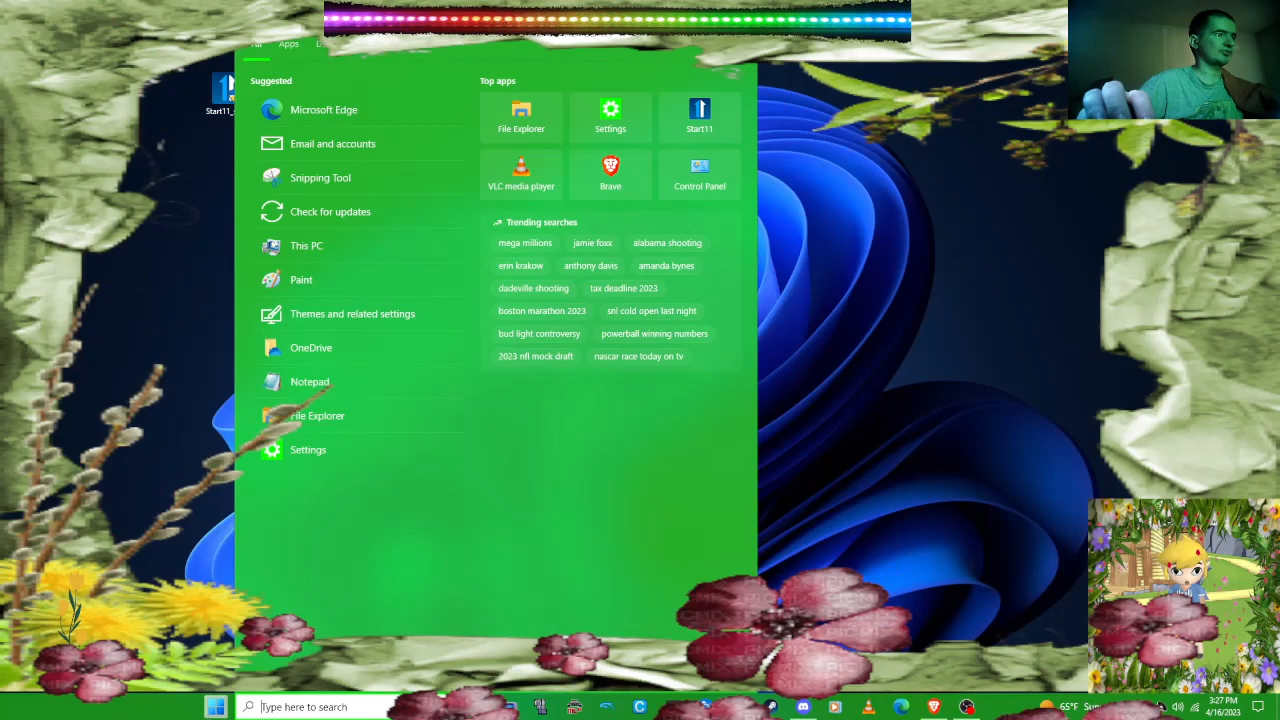 Apps
Start11
Suggested
Microsoft Edge
Email and accounts
Snipping Tool
Check for updates
This PC
Paint
Themes and related settings
OneDrive
Notepad
File Explorer
Settings
Top apps
File Explorer
Settings
Start11
VLC media player
Brave
Control Panel
Trending searches
mega millions
jamie foxx
alabama shooting
erin krakow
anthony davis
amanda bynes
dadeville shooting
tax deadline 2023
boston marathon 2023
snl cold open last night
bud light controversy
powerball winning numbers
2023 nfl mock draft
nascar race today on tv
Type here to search
65°F
3:27 PM
4/16/2023